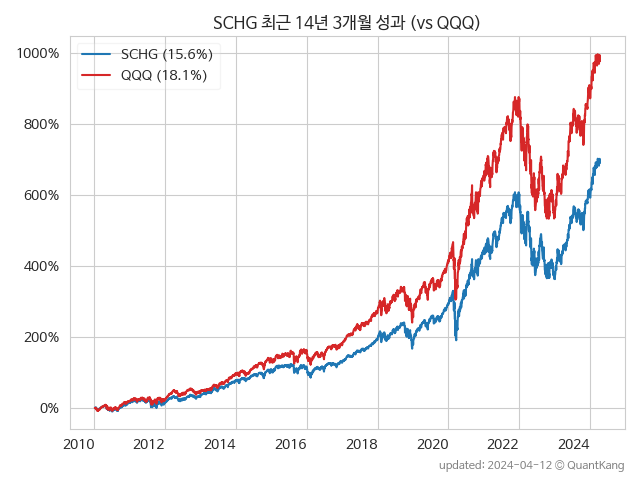 SCHG 최근 14년 3개월 성과 (vs QQQ)
SCHG (15.6%)
QQQ (18.1%)
1000%
800%
600%
400%
200%
0%
2010 2012 2014 2016 2018 2020 2022 2024
updated: 2024-04-12 © QuantKang